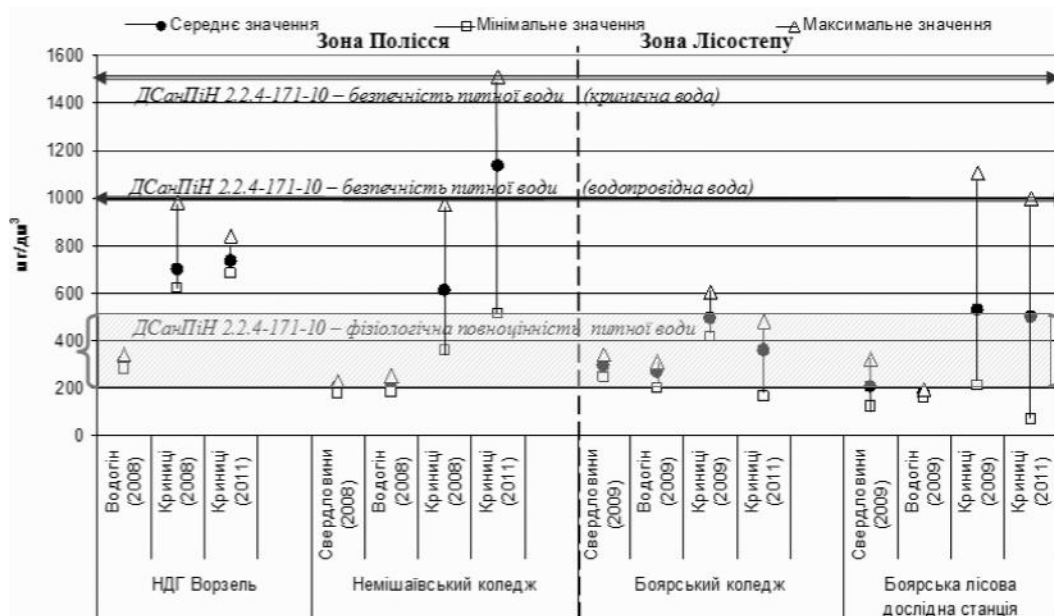 Середнє значення Мінімальне значення Максимальне значення
Зона Полісся Зона Лісостепу
1600
1400
1200
1000
800
600
400
200
0
мг/дм³
ДСанПіН 2.2.4-171-10 – безпечність питної води (кринична вода)
ДСанПіН 2.2.4-171-10 – безпечність питної води (водопровідна вода)
ДСанПіН 2.2.4-171-10 – фізіологічна повноцінність питної води
Водогін (2008)
Криниці (2008)
Криниці (2011)
Свердловини (2008)
Водогін (2008)
Криниці (2008)
Криниці (2011)
Свердловини (2009)
Водогін (2009)
Криниці (2009)
Криниці (2011)
Свердловини (2009)
Водогін (2009)
Криниці (2009)
Криниці (2011)
НДГ Ворзель
Немішаївський коледж
Боярський коледж
Боярська лісова
дослідна станція